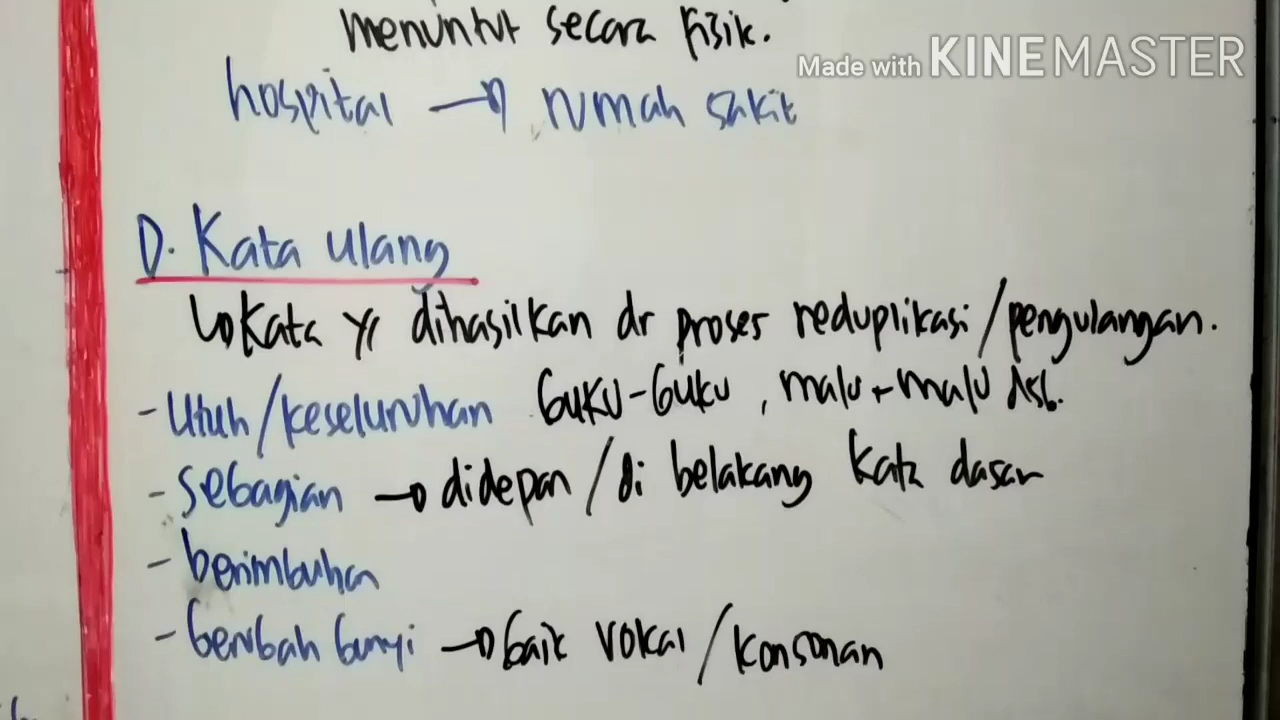 menuntut secara fisik.
Made with KINEMASTER
hospital → rumah sakit
D. Kata ulang
↳ Kata yg dihasilkan dr proses reduplikasi / pengulangan.
- Utuh / keseluruhan buku-buku, malu-malu dsb.
- Sebagian → didepan / di belakang kata dasar
- berimbuhan
- berubah bunyi → baik vokal / konsonan